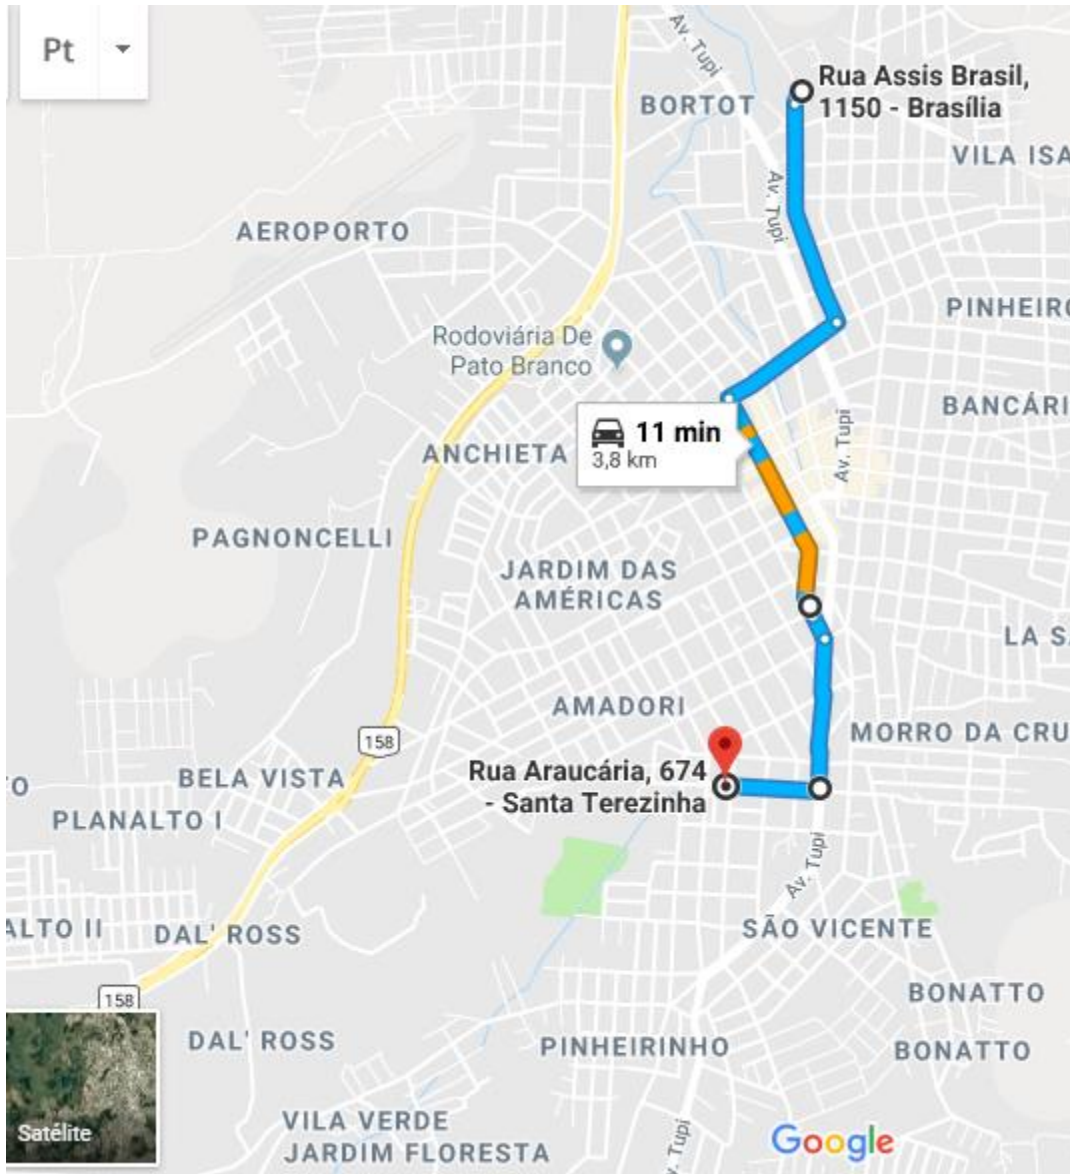 Pt
Av. Tupi
Rua Assis Brasil,
1150 - Brasília
BORTOT
VILA ISA
Av. Tupi
AEROPORTO
PINHEIRO
Rodoviária De
Pato Branco
BANCÁRI
11 min
3,8 km
Av. Tupi
ANCHIETA
PAGNONCELLI
JARDIM DAS
AMÉRICAS
LA S
AMADORI
158
MORRO DA CRU
Rua Araucária, 674
- Santa Terezinha
BELA VISTA
TO
PLANALTO I
Av. Tupi
ALTO II
DAL' ROSS
SÃO VICENTE
158
BONATTO
DAL' ROSS
PINHEIRINHO
BONATTO
Satélite
VILA VERDE
JARDIM FLORESTA
Av. Tupi
Google